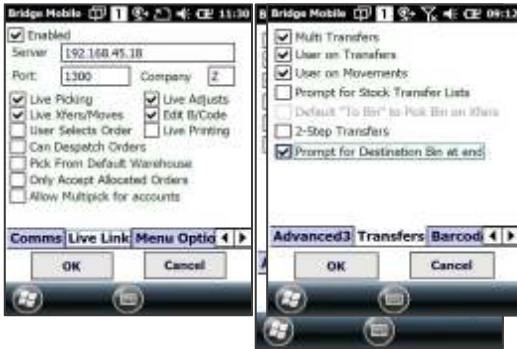 Bridge Mobile 1 11:30
Enabled
Server 192.168.45.18
Port: 1300 Company Z
Live Picking Live Adjusts
Live Xfers/Moves Edit B/Code
User Selects Order Live Printing
Can Despatch Orders
Pick From Default Warehouse
Only Accept Allocated Orders
Allow Multipick for accounts
Comms Live Link Menu Optio
OK Cancel
B
Bridge Mobile 1 09:12
Multi Transfers
User on Transfers
User on Movements
Prompt for Stock Transfer Lists
Default "To Bin" to Pick Bin on Xfers
2-Step Transfers
Prompt for Destination Bin at end
Advanced3 Transfers Barcod
OK Cancel